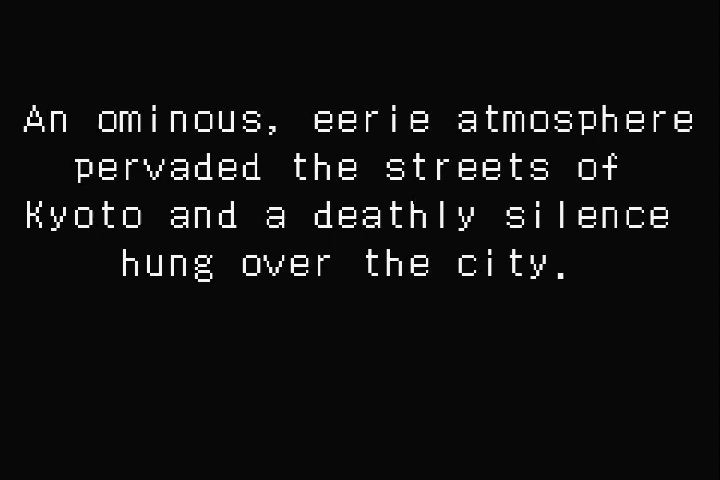 An ominous, eerie atmosphere
pervaded the streets of
Kyoto and a deathly silence
hung over the city.